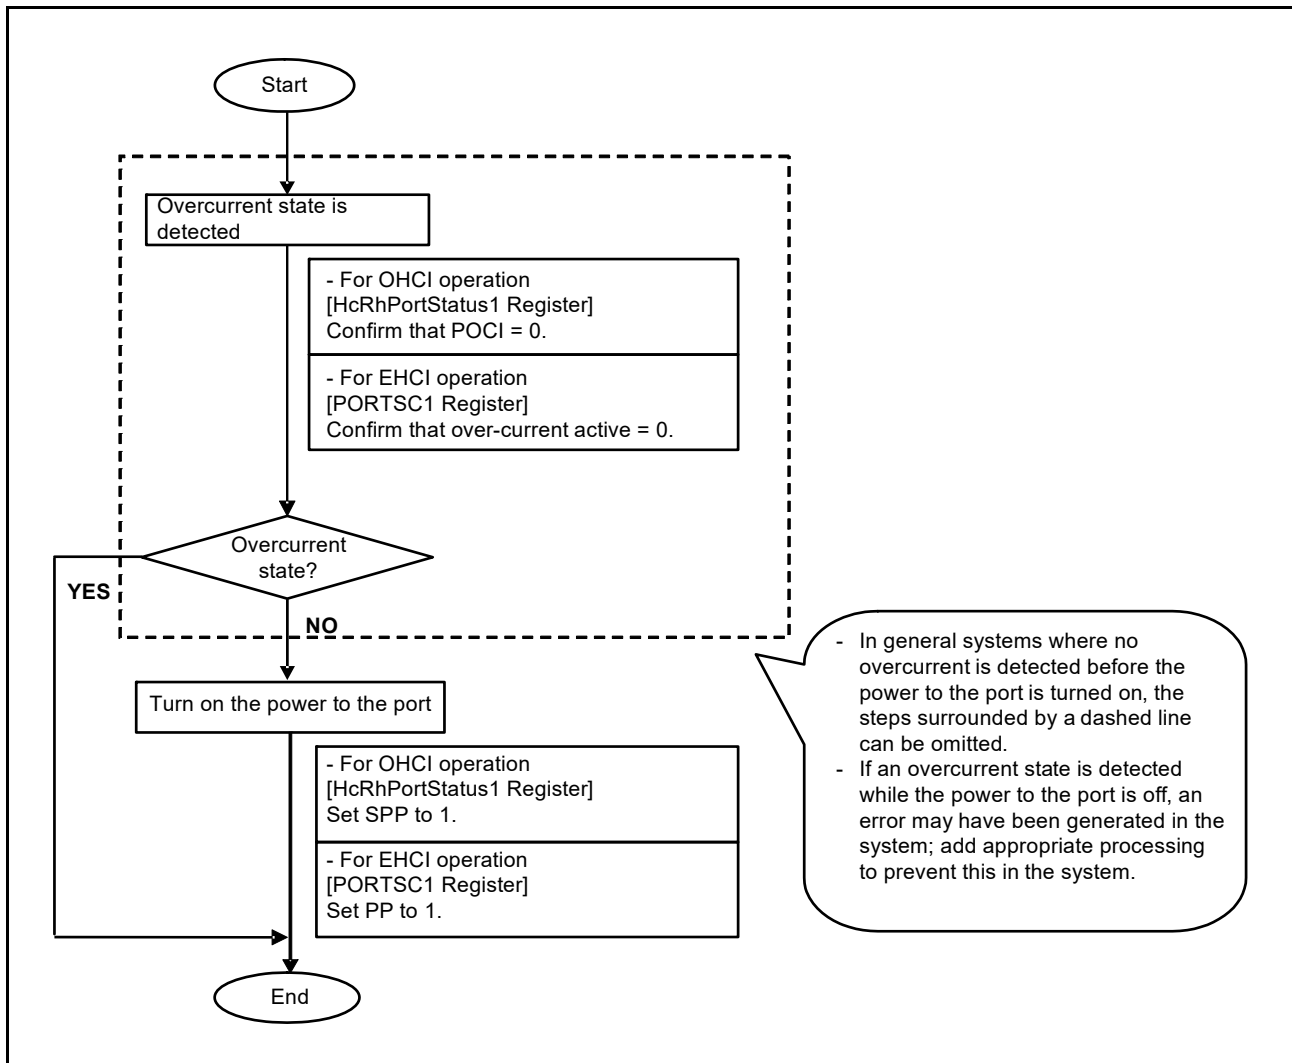 Start
Overcurrent state is
detected
- For OHCI operation
[HcRhPortStatus1 Register]
Confirm that POCI = 0.
- For EHCI operation
[PORTSC1 Register]
Confirm that over-current active = 0.
Overcurrent
state?
YES
NO
Turn on the power to the port
- For OHCI operation
[HcRhPortStatus1 Register]
Set SPP to 1.
- For EHCI operation
[PORTSC1 Register]
Set PP to 1.
End
- In general systems where no
overcurrent is detected before the
power to the port is turned on, the
steps surrounded by a dashed line
can be omitted.
- If an overcurrent state is detected
while the power to the port is off, an
error may have been generated in the
system; add appropriate processing
to prevent this in the system.